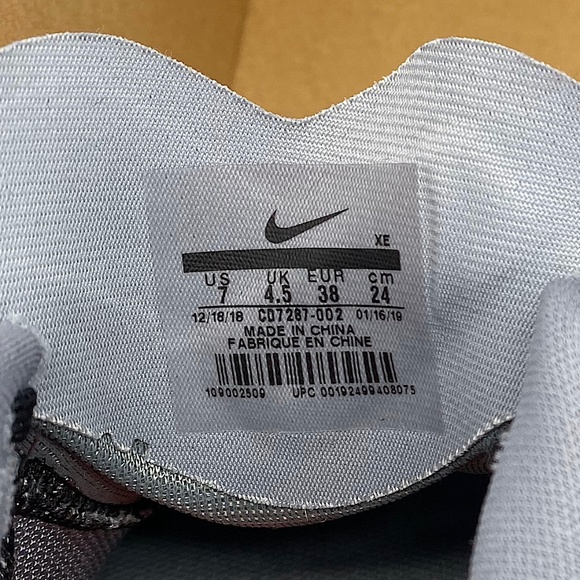 XE
US UK EUR cm
7 4.5 38 24
12/18/18 CD7287-002 01/16/19
MADE IN CHINA
FABRIQUE EN CHINE
109002509 UPC 00192499408075